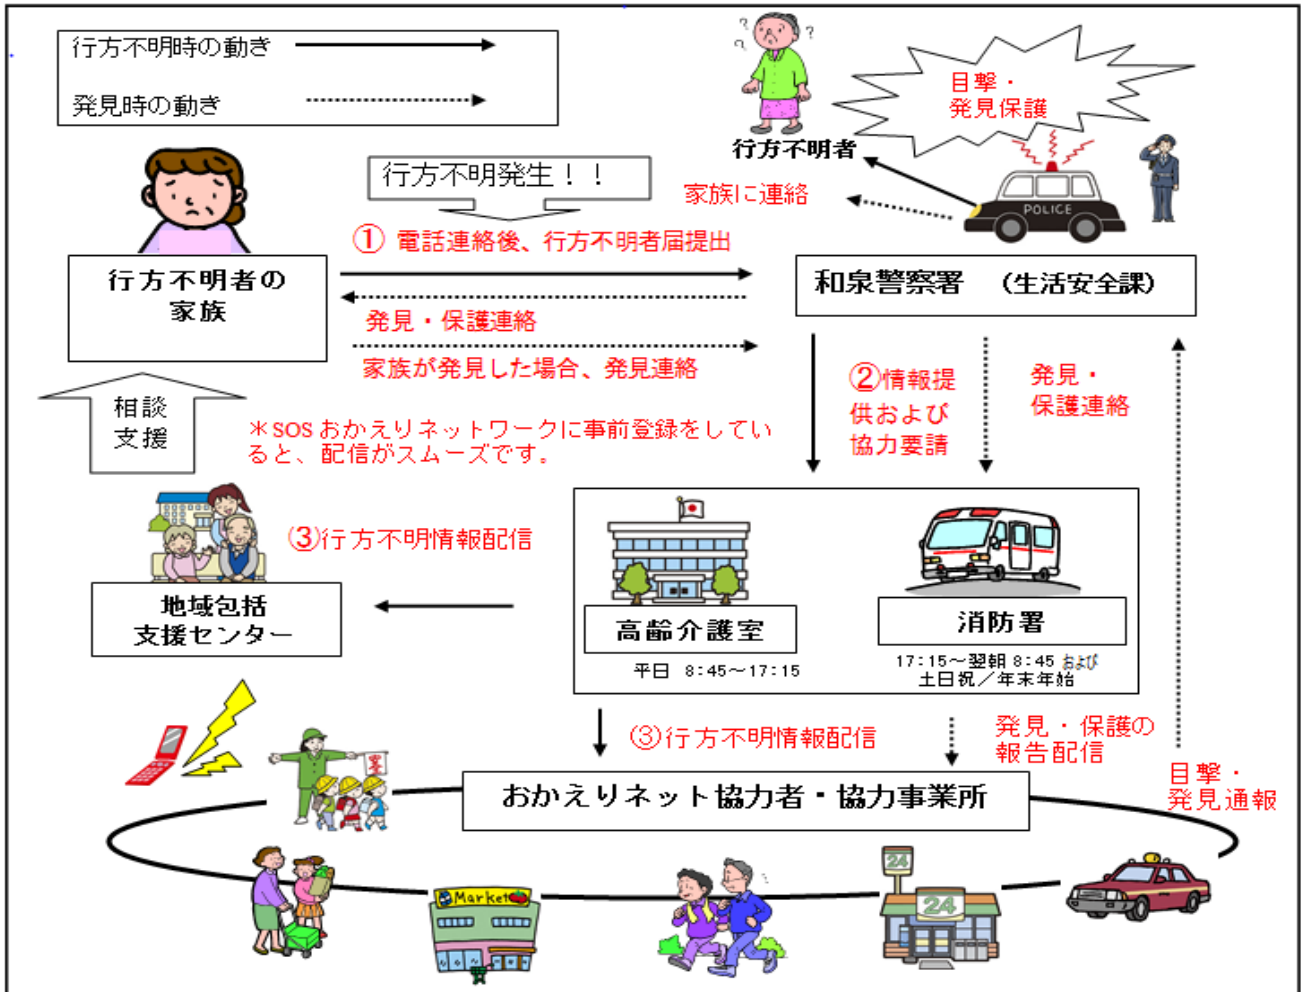 行方不明時の動き
発見時の動き
? ? ?
目撃・
発見保護
行方不明者
行方不明発生！！
家族に連絡
POLICE
① 電話連絡後、行方不明者届提出
行方不明者の
家族
和泉警察署 （生活安全課）
発見・保護連絡
家族が発見した場合、発見連絡
②情報提
供および
協力要請
発見・
保護連絡
相談
支援
＊SOS おかえりネットワークに事前登録をしてい
ると、配信がスムーズです。
③行方不明情報配信
地域包括
支援センター
高齢介護室
平日 8:45～17:15
消防署
17:15～翌朝 8:45 および
土日祝／年末年始
③行方不明情報配信
発見・保護の
報告配信
目撃・
発見通報
おかえりネット協力者・協力事業所
Market
24
24